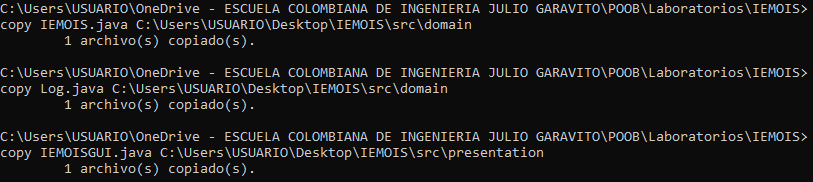 C:\Users\USUARIO\OneDrive - ESCUELA COLOMBIANA DE INGENIERIA JULIO GARAVITO\POOB\Laboratorios\IEMOIS>
copy IEMOIS.java C:\Users\USUARIO\Desktop\IEMOIS\src\domain
        1 archivo(s) copiado(s).
C:\Users\USUARIO\OneDrive - ESCUELA COLOMBIANA DE INGENIERIA JULIO GARAVITO\POOB\Laboratorios\IEMOIS>
copy Log.java C:\Users\USUARIO\Desktop\IEMOIS\src\domain
        1 archivo(s) copiado(s).
C:\Users\USUARIO\OneDrive - ESCUELA COLOMBIANA DE INGENIERIA JULIO GARAVITO\POOB\Laboratorios\IEMOIS>
copy IEMOISGUI.java C:\Users\USUARIO\Desktop\IEMOIS\src\presentation
        1 archivo(s) copiado(s).